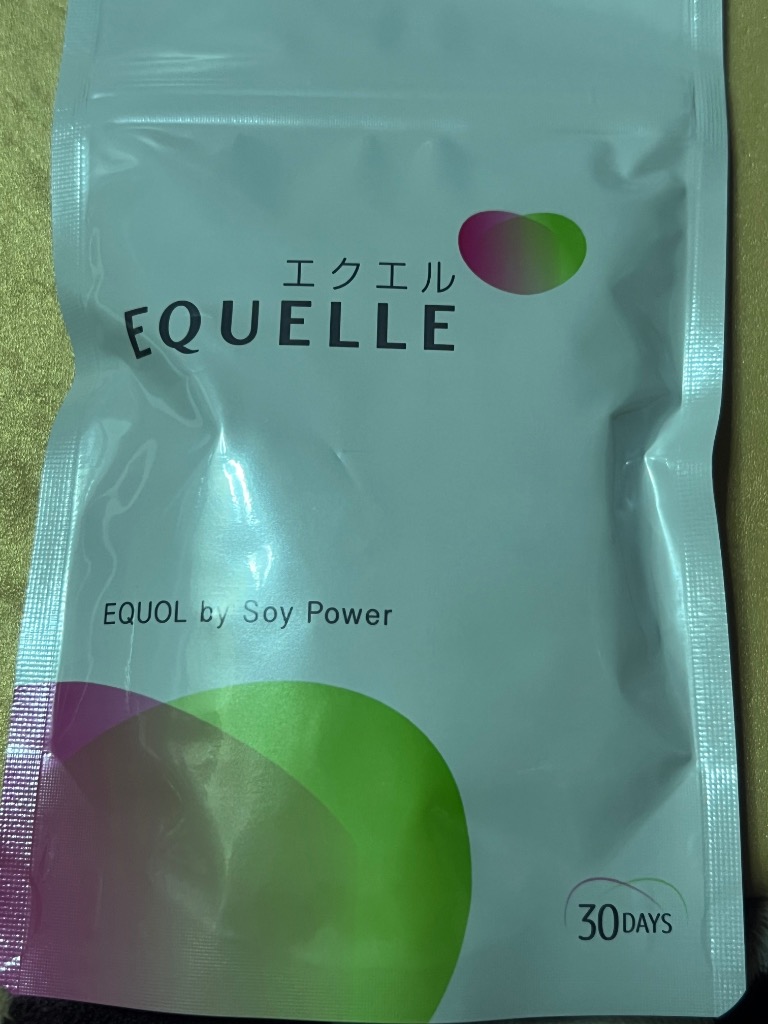 エクエル
EQUELLE
EQUOL by Soy Power
30DAYS